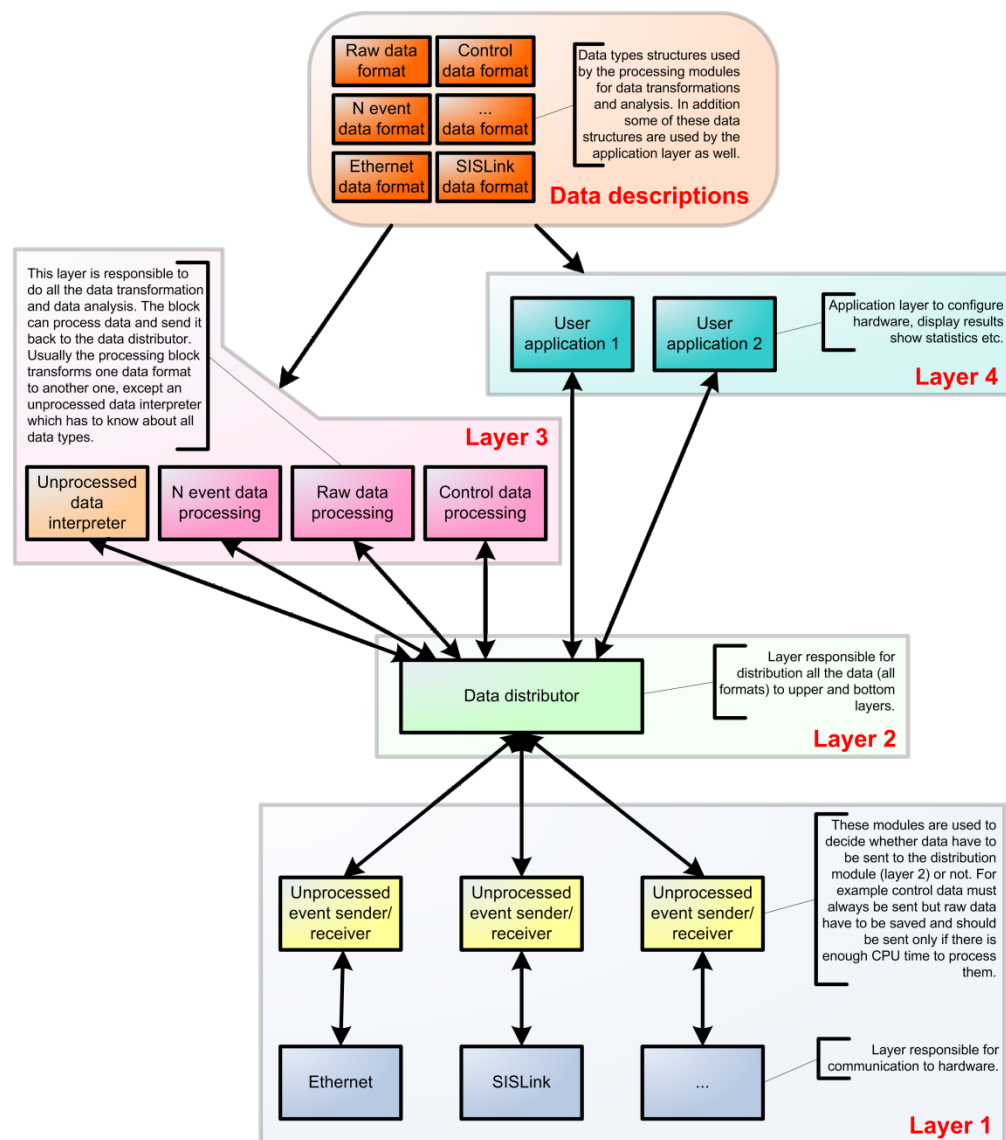 Raw data
format
Control
data format
N event
data format
...
data format
Ethernet
data format
SISLink
data format
Data types structures used
by the processing modules
for data transformations
and analysis. In addition
some of these data
structures are used by the
application layer as well.
Data descriptions
This layer is responsible to
do all the data transformation
and data analysis. The block
can process data and send it
back to the data distributor.
Usually the processing block
transforms one data format
to another one, except an
unprocessed data interpreter
which has to know about all
data types.
Layer 3
Unprocessed
data
interpreter
N event data
processing
Raw data
processing
Control data
processing
User
application 1
User
application 2
Application layer to configure
hardware, display results
show statistics etc.
Layer 4
Data distributor
Layer responsible for
distribution all the data (all
formats) to upper and bottom
layers.
Layer 2
Unprocessed
event sender/
receiver
Unprocessed
event sender/
receiver
Unprocessed
event sender/
receiver
These modules are used to
decide whether data have to
be sent to the distribution
module (layer 2) or not. For
example control data must
always be sent but raw data
have to be saved and should
be sent only if there is
enough CPU time to process
them.
Ethernet
SISLink
...
Layer responsible for
communication to hardware.
Layer 1